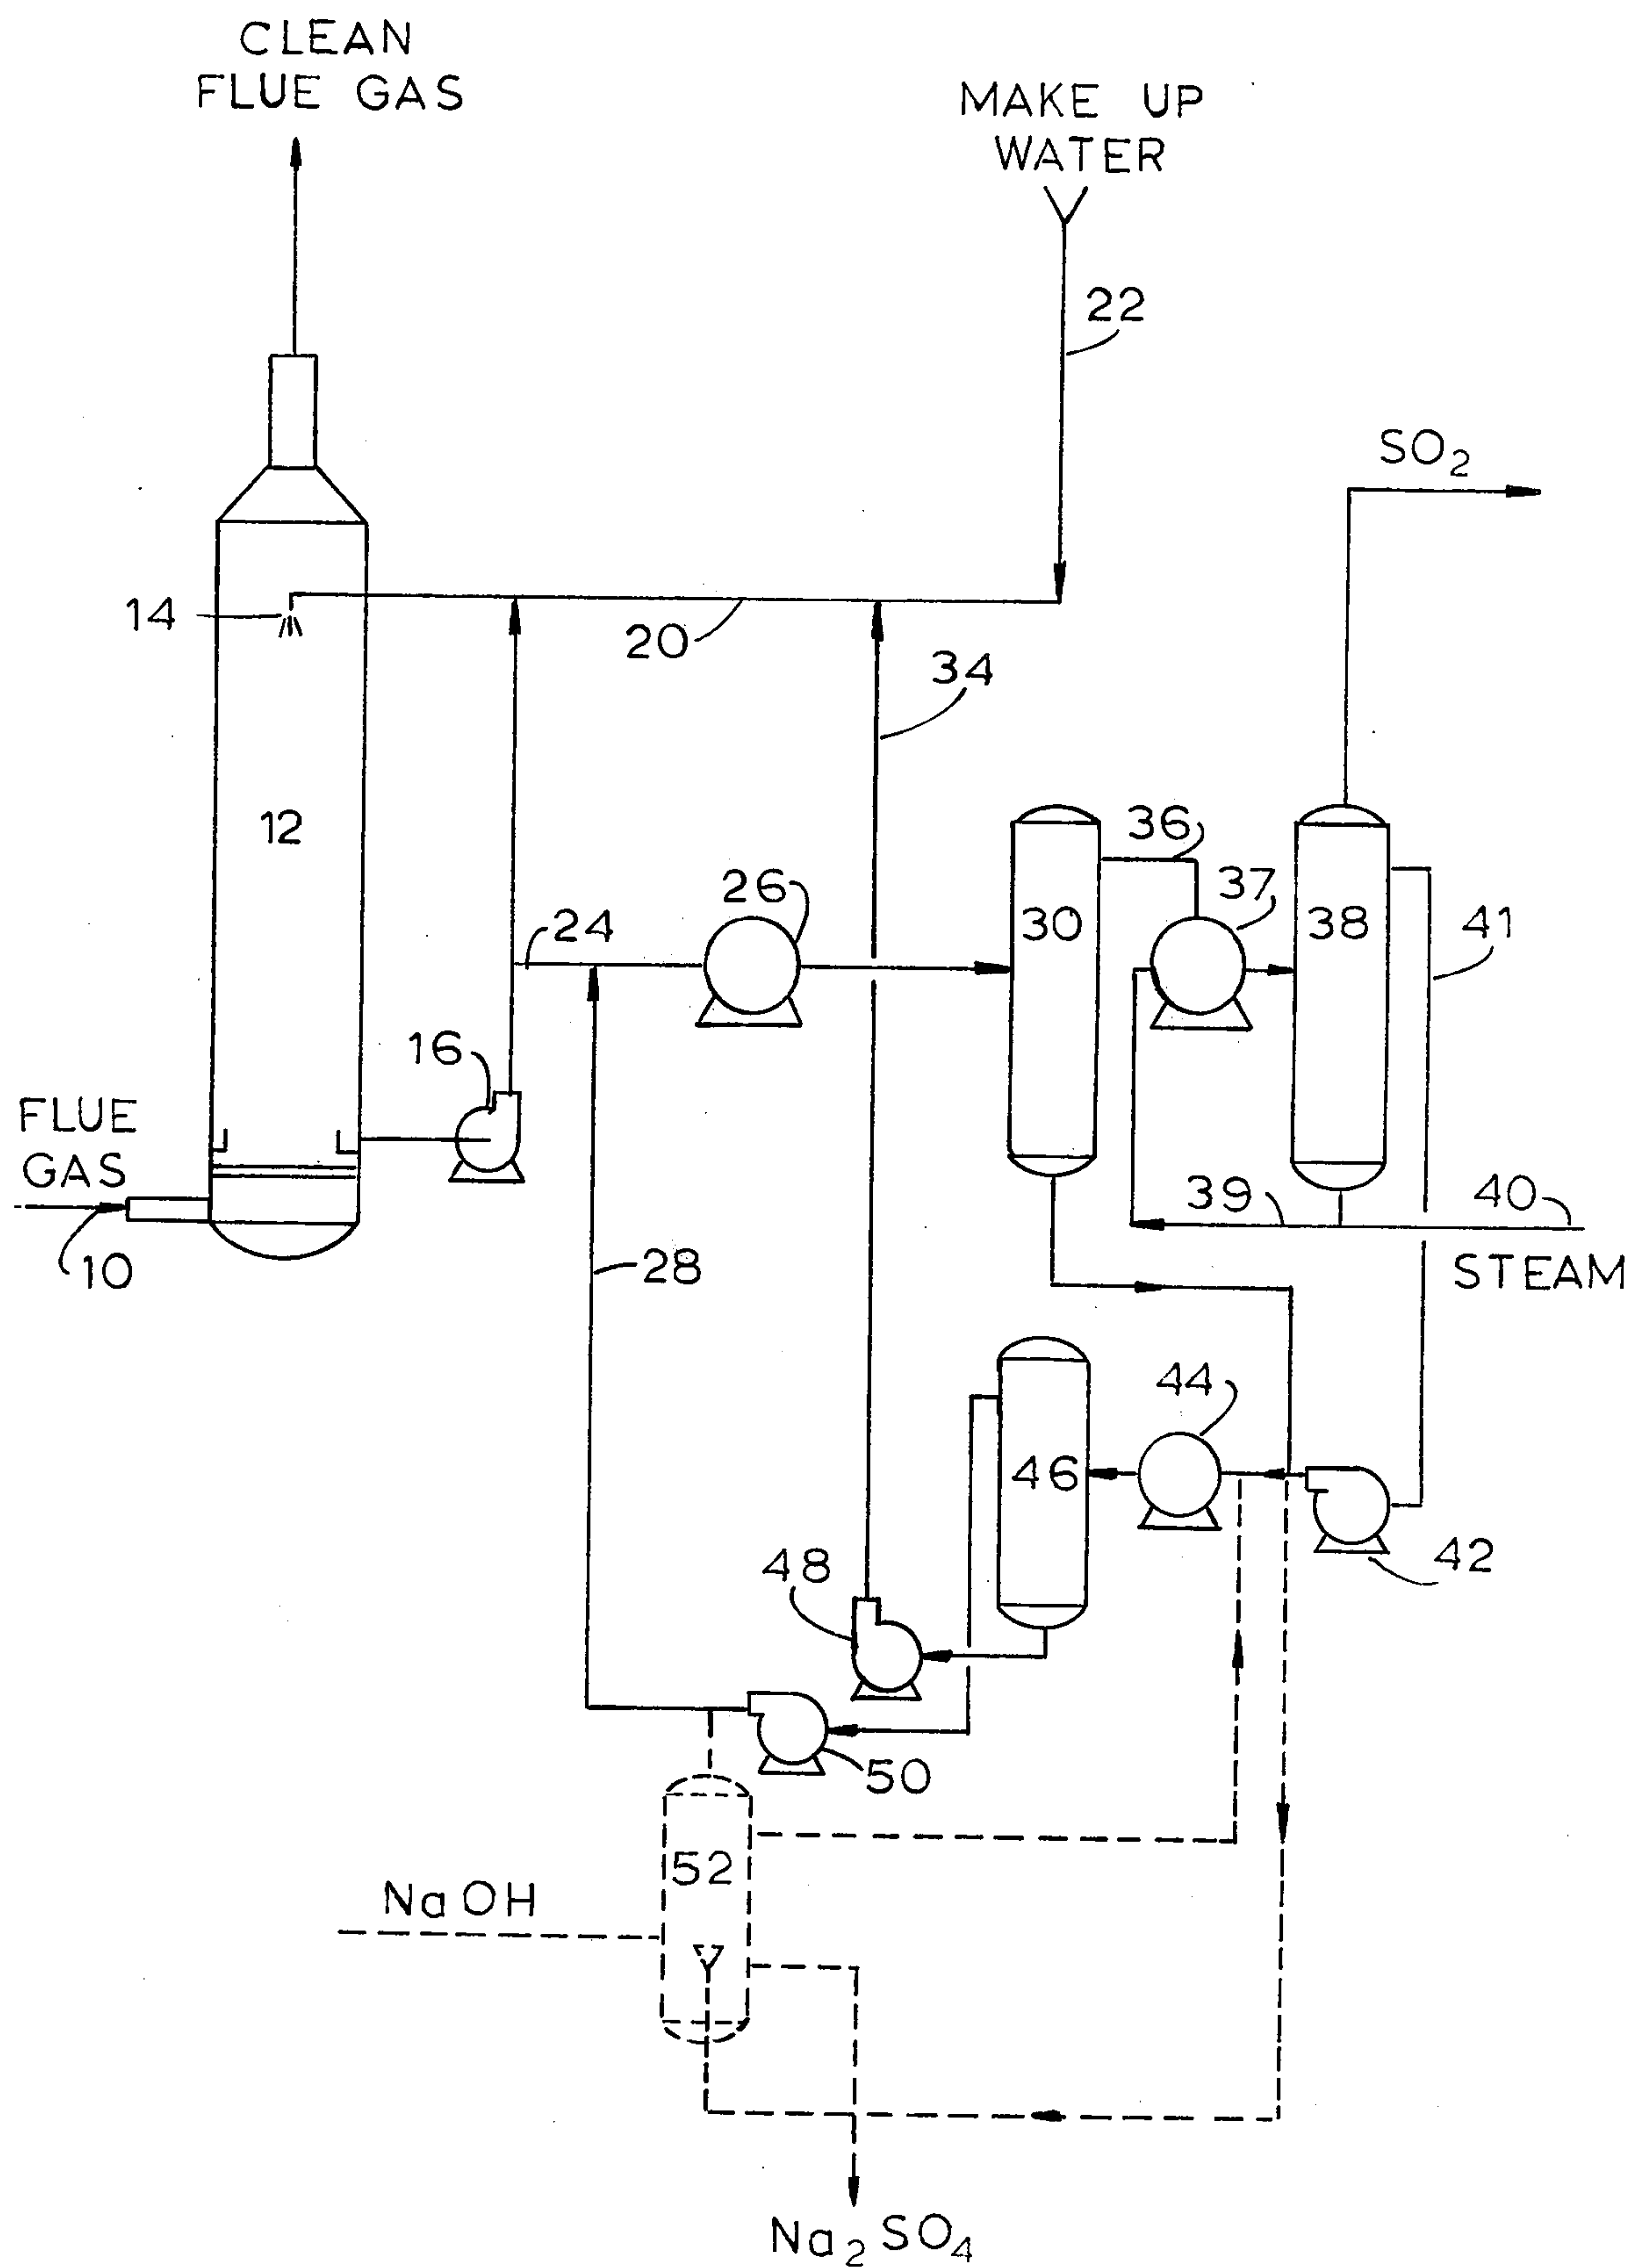 CLEAN
FLUE GAS
MAKE UP
WATER
22
SO₂
14
20
34
12
36
26
37
30
38
41
24
16
FLUE
GAS
39
40
10
28
STEAM
44
46
48
42
50
52
NaOH
Na₂SO₄